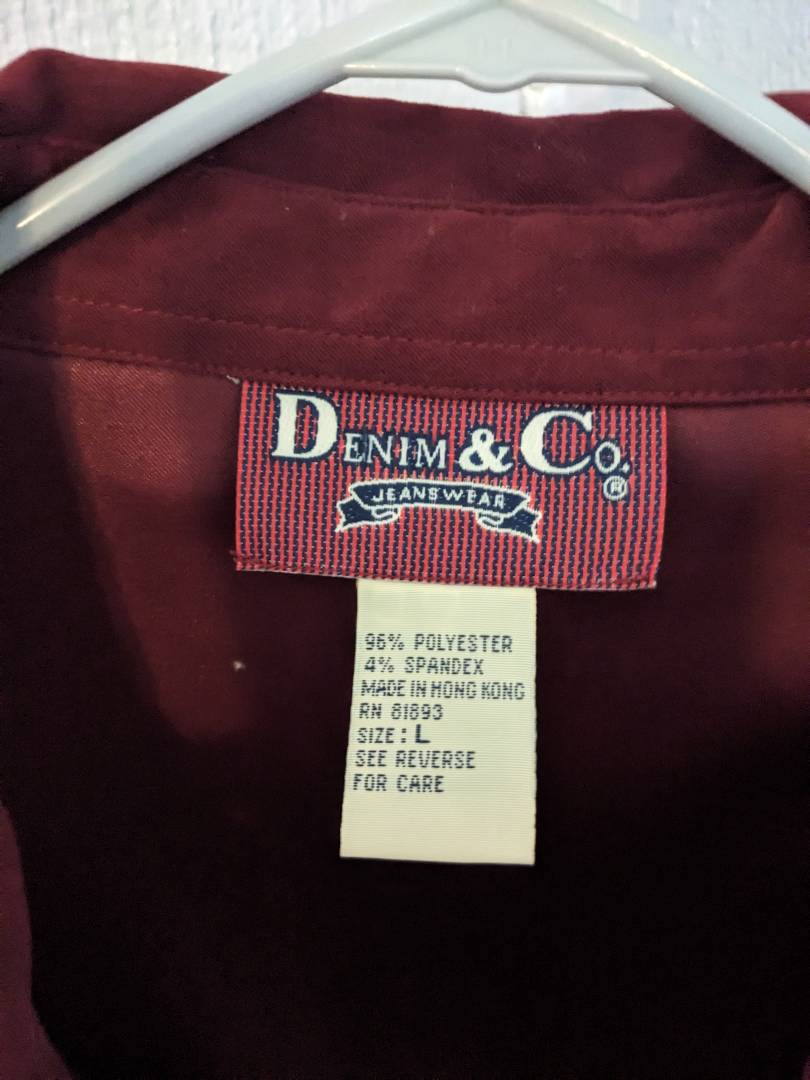 DENIM & CO.®
JEANSWEAR
96% POLYESTER
4% SPANDEX
MADE IN HONG KONG
RN 81893
SIZE: L
SEE REVERSE
FOR CARE